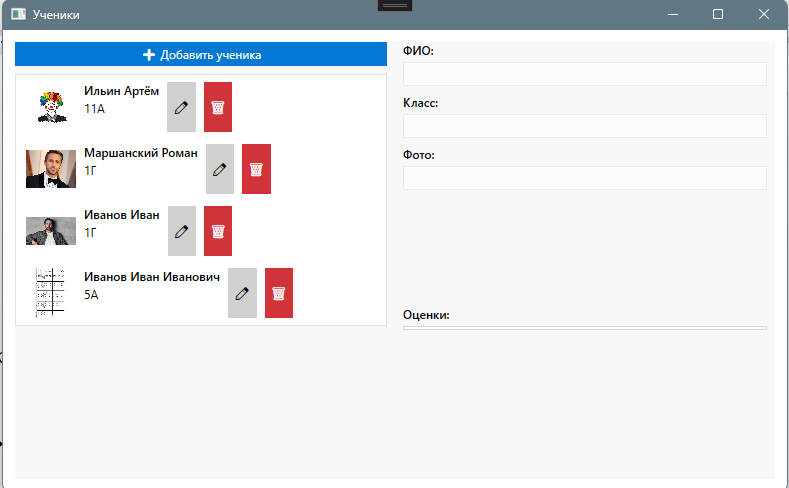 Ученики
Добавить ученика
Ильин Артём
11А
Маршанский Роман
1Г
Иванов Иван
1Г
Иванов Иван Иванович
5А
ФИО:
Класс:
Фото:
Оценки: